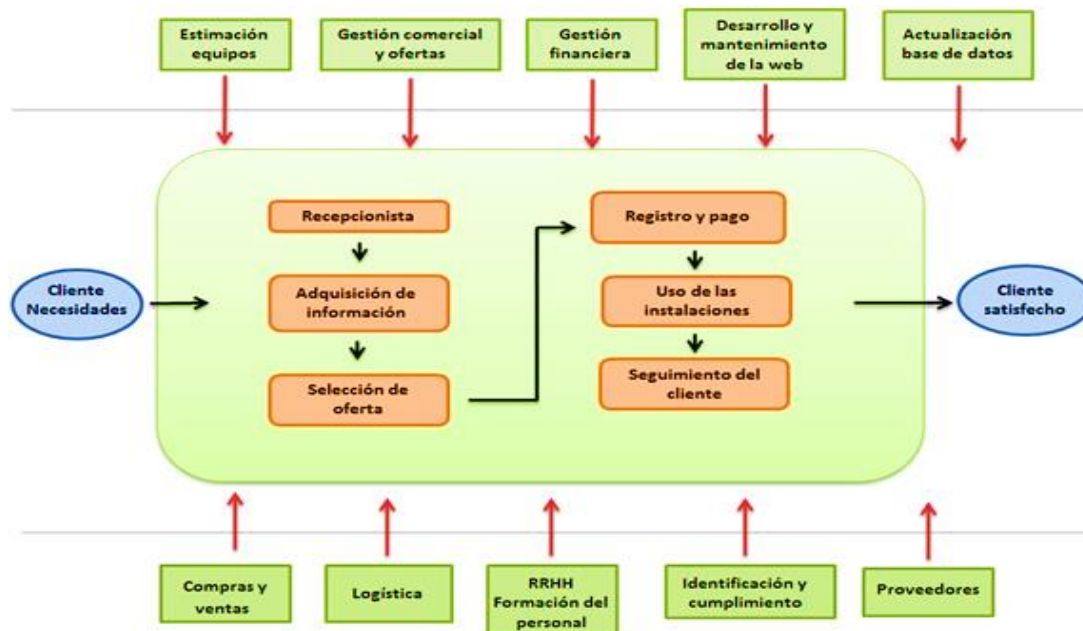 Estimación
equipos
Gestión comercial
y ofertas
Gestión
financiera
Desarrollo y
mantenimiento
de la web
Actualización
base de datos
Cliente
Necesidades
Recepcionista
Adquisición de
información
Selección de
oferta
Registro y pago
Uso de las
instalaciones
Seguimiento del
cliente
Cliente
satisfecho
Compras y
ventas
Logística
RRHH
Formación del
personal
Identificación y
cumplimiento
Proveedores